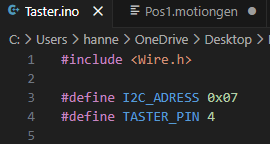 Taster.ino
Pos1.motiongen
C: > Users > hanne > OneDrive > Desktop >
1 #include <Wire.h>
2
3 #define I2C_ADRESS 0x07
4 #define TASTER_PIN 4
5